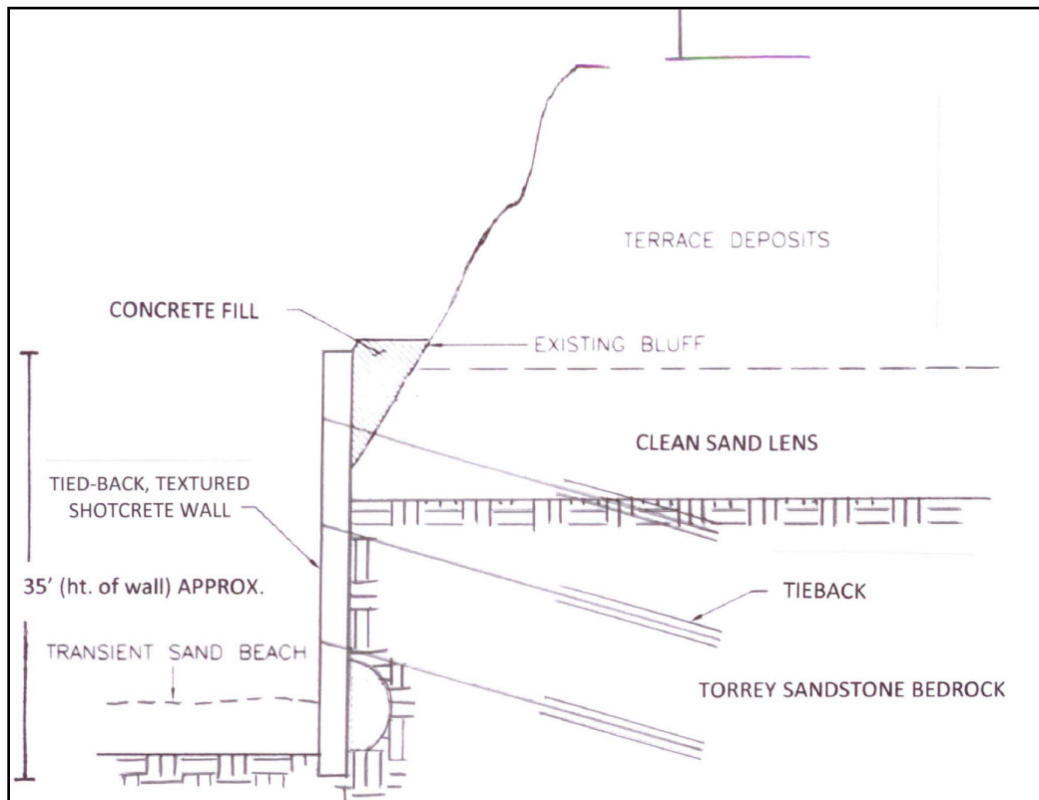 TERRACE DEPOSITS
CONCRETE FILL
EXISTING BLUFF
CLEAN SAND LENS
TIED-BACK, TEXTURED
SHOTCRETE WALL
35' (ht. of wall) APPROX.
TIEBACK
TRANSIENT SAND BEACH
TORREY SANDSTONE BEDROCK